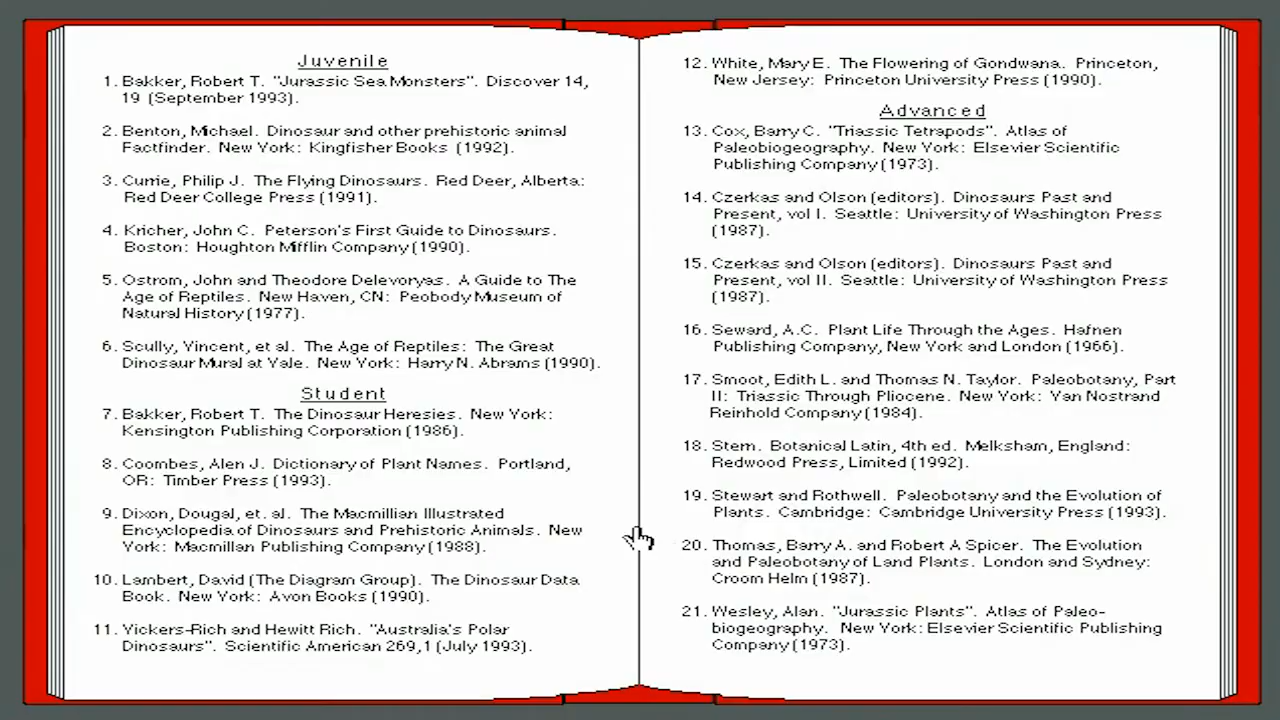 Juvenile
1. Bakker, Robert T. "Jurassic Sea Monsters". Discover 14,
19 (September 1993).
2. Benton, Michael. Dinosaur and other prehistoric animal
Factfinder. New York: Kingfisher Books (1992).
3. Currie, Philip J. The Flying Dinosaurs. Red Deer, Alberta:
Red Deer College Press (1991).
4. Kricher, John C. Peterson's First Guide to Dinosaurs.
Boston: Houghton Mifflin Company (1990).
5. Ostrom, John and Theodore Delevoryas. A Guide to The
Age of Reptiles. New Haven, CN: Peabody Museum of
Natural History (1977).
6. Scully, Vincent, et al. The Age of Reptiles: The Great
Dinosaur Mural at Yale. New York: Harry N. Abrams (1990).
Student
7. Bakker, Robert T. The Dinosaur Heresies. New York:
Kensington Publishing Corporation (1986).
8. Coombes, Alen J. Dictionary of Plant Names. Portland,
OR: Timber Press (1993).
9. Dixon, Dougal, et. al. The Macmillan Illustrated
Encyclopedia of Dinosaurs and Prehistoric Animals. New
York: Macmillan Publishing Company (1988).
10. Lambert, David (The Diagram Group). The Dinosaur Data
Book. New York: Avon Books (1990).
11. Vickers-Rich and Hewitt Rich. "Australia's Polar
Dinosaurs". Scientific American 269,1 (July 1993).
12. White, Mary E. The Flowering of Gondwana. Princeton,
New Jersey: Princeton University Press (1990).
Advanced
13. Cox, Barry C. "Triassic Tetrapods". Atlas of
Paleobiogeography. New York: Elsevier Scientific
Publishing Company (1973).
14. Czerkas and Olson (editors). Dinosaurs Past and
Present, vol I. Seattle: University of Washington Press
(1987).
15. Czerkas and Olson (editors). Dinosaurs Past and
Present, vol II. Seattle: University of Washington Press
(1987).
16. Seward, A.C. Plant Life Through the Ages. Hafnen
Publishing Company, New York and London (1966).
17. Smoot, Edith L. and Thomas N. Taylor. Paleobotany, Part
II: Triassic Through Pliocene. New York: Van Nostrand
Reinhold Company (1984).
18. Stern. Botanical Latin, 4th ed. Melksham, England:
Redwood Press, Limited (1992).
19. Stewart and Rothwell. Paleobotany and the Evolution of
Plants. Cambridge: Cambridge University Press (1993).
20. Thomas, Barry A. and Robert A Spicer. The Evolution
and Paleobotany of Land Plants. London and Sydney:
Croom Helm (1987).
21. Wesley, Alan. "Jurassic Plants". Atlas of Paleo-
biogeography. New York: Elsevier Scientific Publishing
Company (1973).